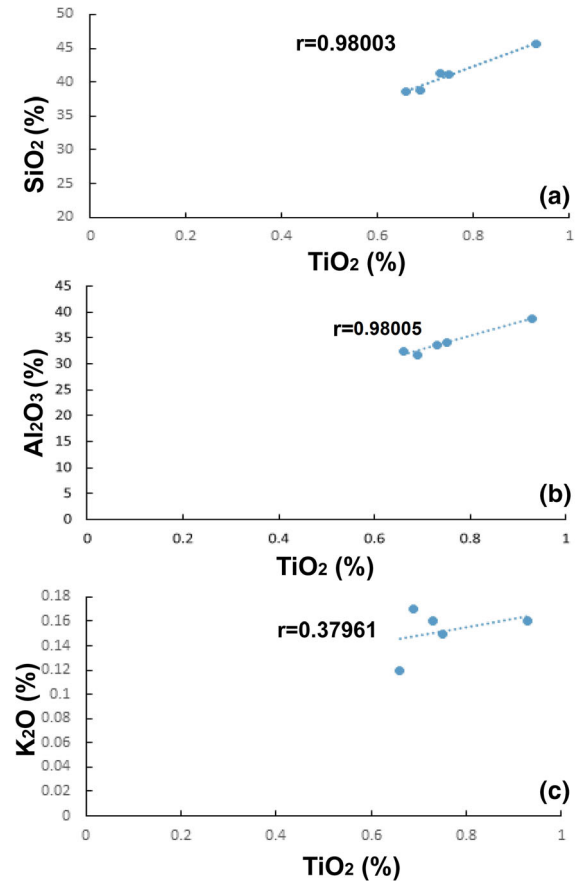 50
45
r=0.98003
40
35
30
25
20
SiO₂ (%)
(a)
0 0.2 0.4 0.6 0.8 1
TiO₂ (%)
45
40
r=0.98005
35
30
25
20
15
10
5
0
Al₂O₃ (%)
(b)
0 0.2 0.4 0.6 0.8 1
TiO₂ (%)
0.18
0.16
r=0.37961
0.14
0.12
0.1
0.08
0.06
0.04
0.02
0
K₂O (%)
(c)
0 0.2 0.4 0.6 0.8 1
TiO₂ (%)